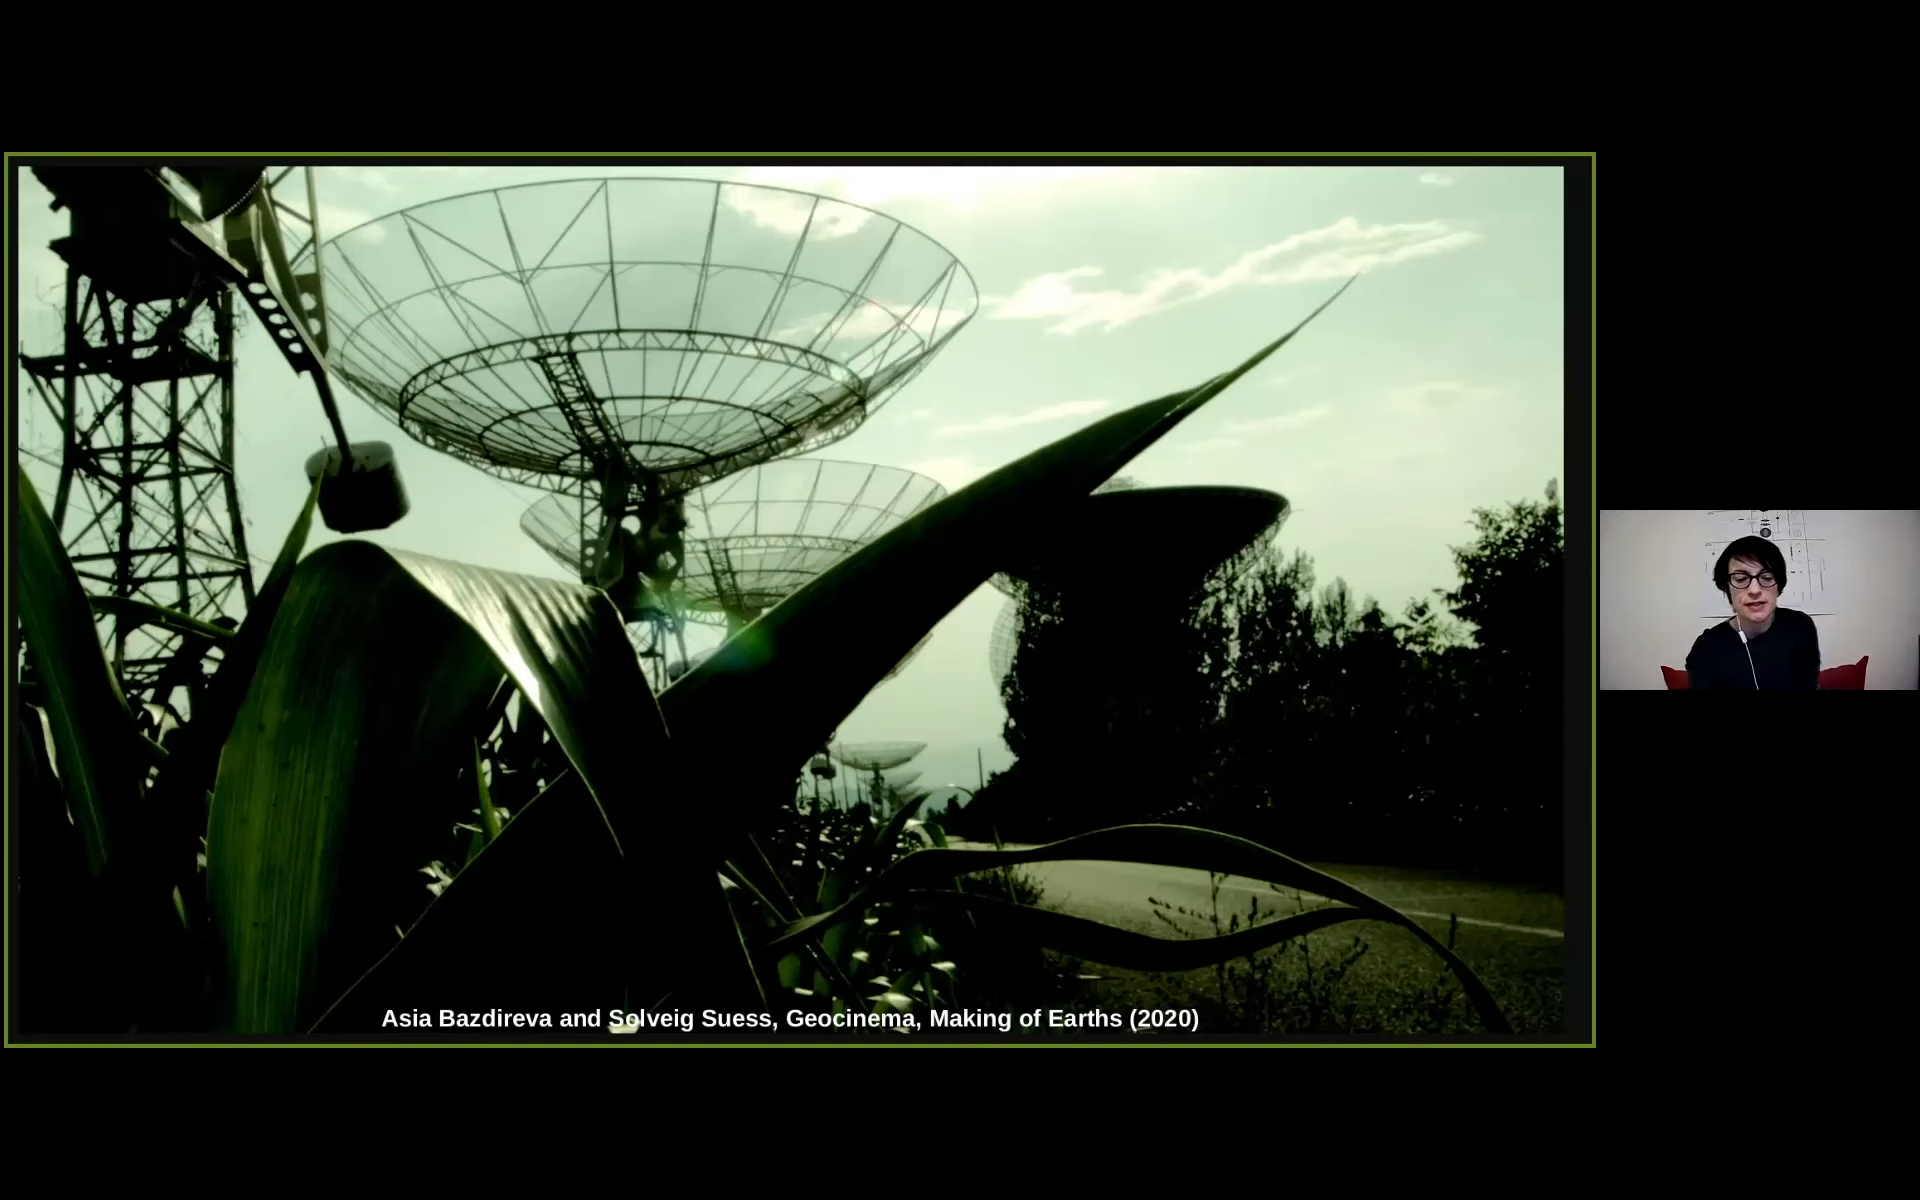 Asia Bazdireva and Solveig Suess, Geocinema, Making of Earths (2020)